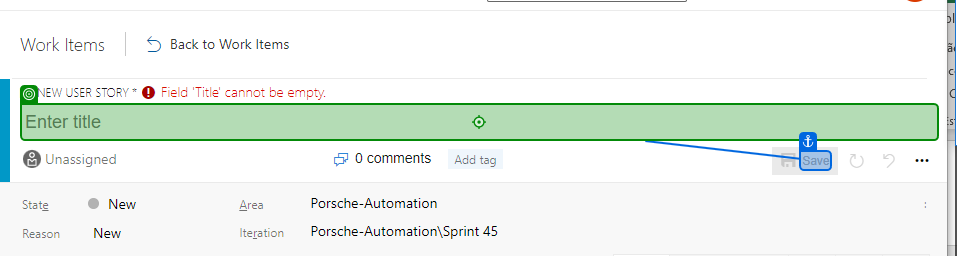 Work Items
Back to Work Items
NEW USER STORY * Field 'Title' cannot be empty.
Enter title
Unassigned
0 comments
Add tag
Save
State
New
Area
Porsche-Automation
Reason
New
Iteration
Porsche-Automation\Sprint 45